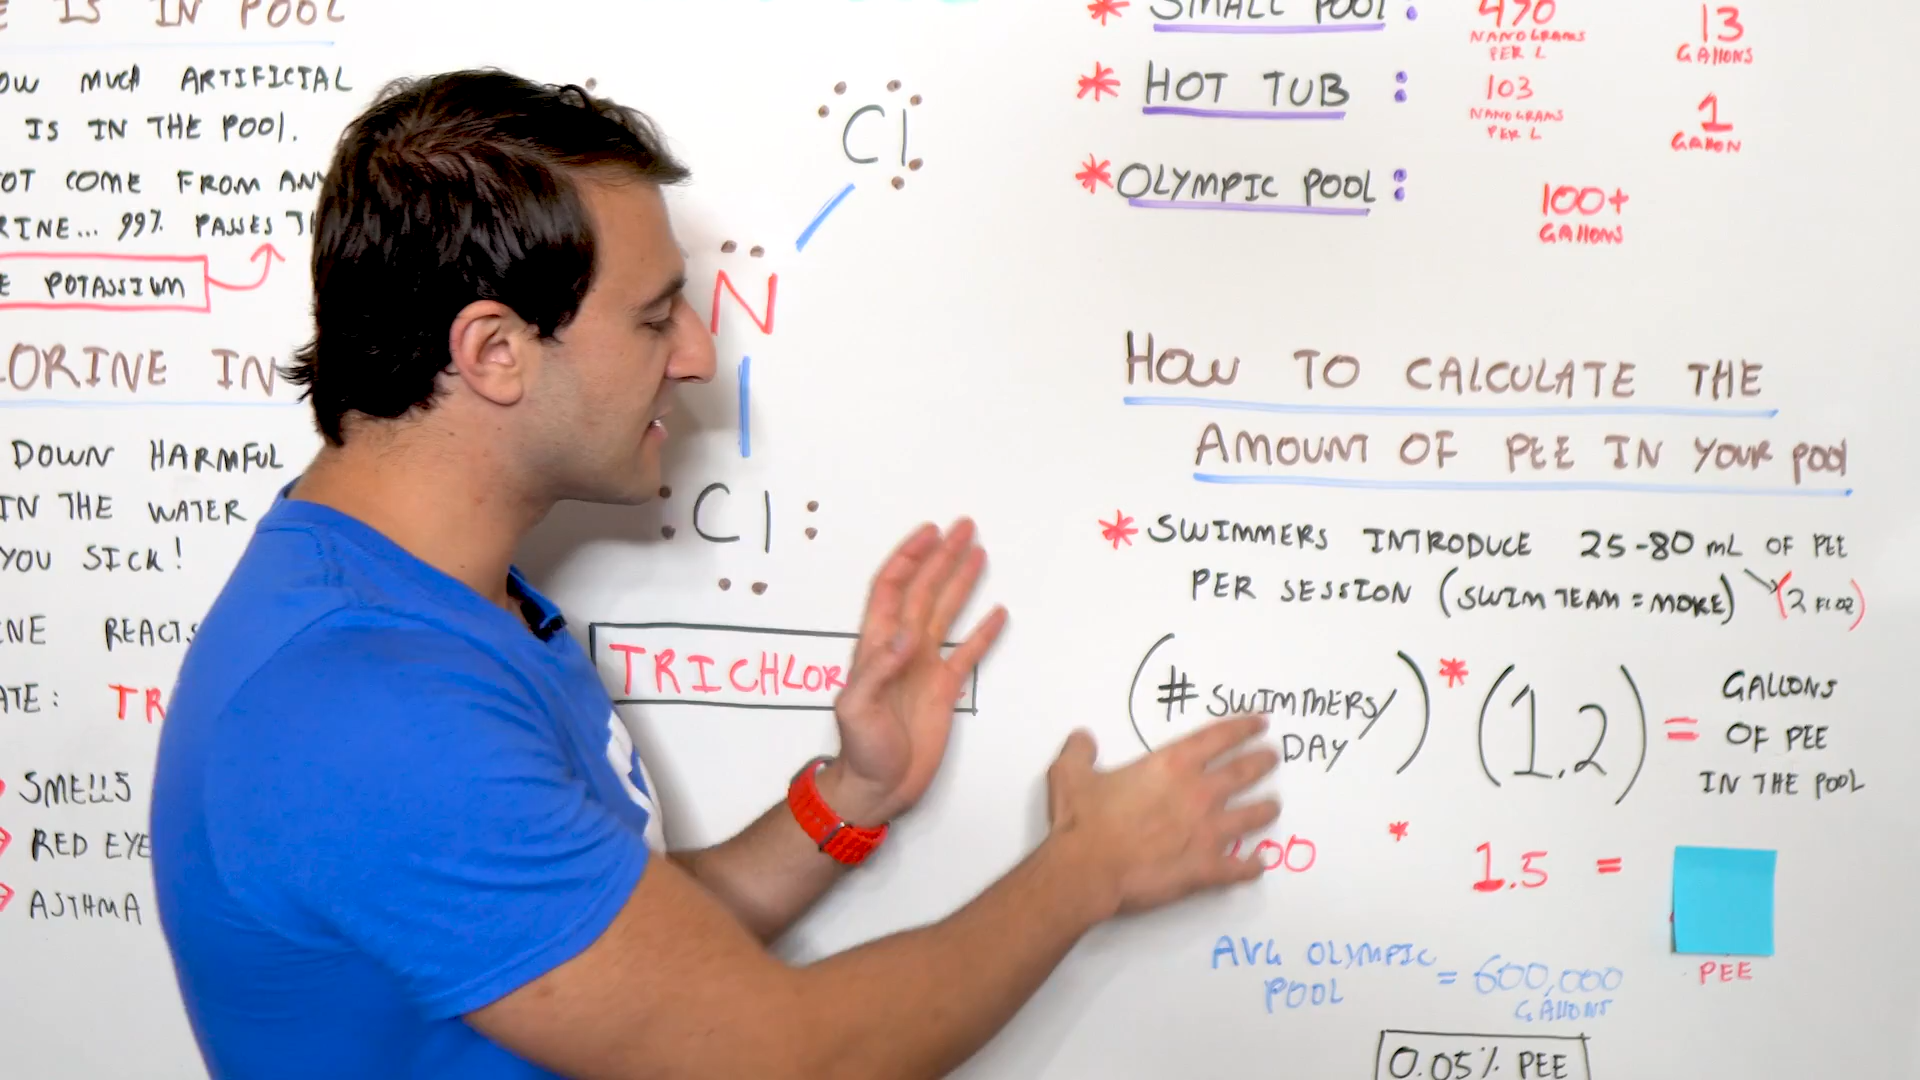 IS IN POOL
OW MUCH ARTIFICIAL
IS IN THE POOL.
OT COME FROM ANY
RINE... 99% PASSES
E POTASSIUM
ORINE IN
DOWN HARMFUL
IN THE WATER
YOU SICK!
NE REACTS
ATE: TR
SMELLS
RED EYE
ASTHMA
Cl
N
Cl
TRICHLOR
* SMALL POOL: 470 NANOGRAMS PER L 13 GALLONS
* HOT TUB: 103 NANOGRAMS PER L 1 GALLON
* OLYMPIC POOL: 100+ GALLONS
HOW TO CALCULATE THE
AMOUNT OF PEE IN YOUR POOL
* SWIMMERS INTRODUCE 25-80 mL OF PEE
PER SESSION (SWIM TEAM = MORE) (2 FL OZ)
(# SWIMMERS/DAY) * (1.2) = GALLONS OF PEE IN THE POOL
00 * 1.5 =
PEE
AVG OLYMPIC POOL = 600,000 GALLONS
0.05% PEE